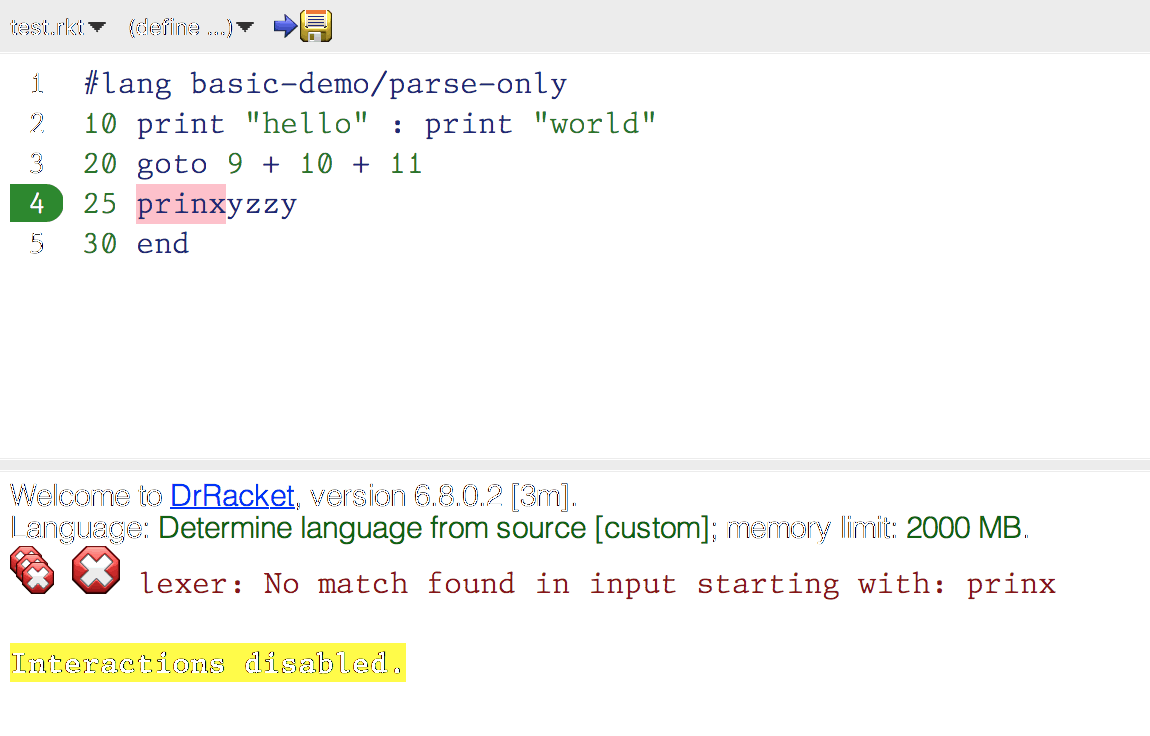 test.rkt (define ...)
1 #lang basic-demo/parse-only
2 10 print "hello" : print "world"
3 20 goto 9 + 10 + 11
4 25 prinxyzzy
5 30 end
Welcome to DrRacket, version 6.8.0.2 [3m].
Language: Determine language from source [custom]; memory limit: 2000 MB.
lexer: No match found in input starting with: prinx
Interactions disabled.